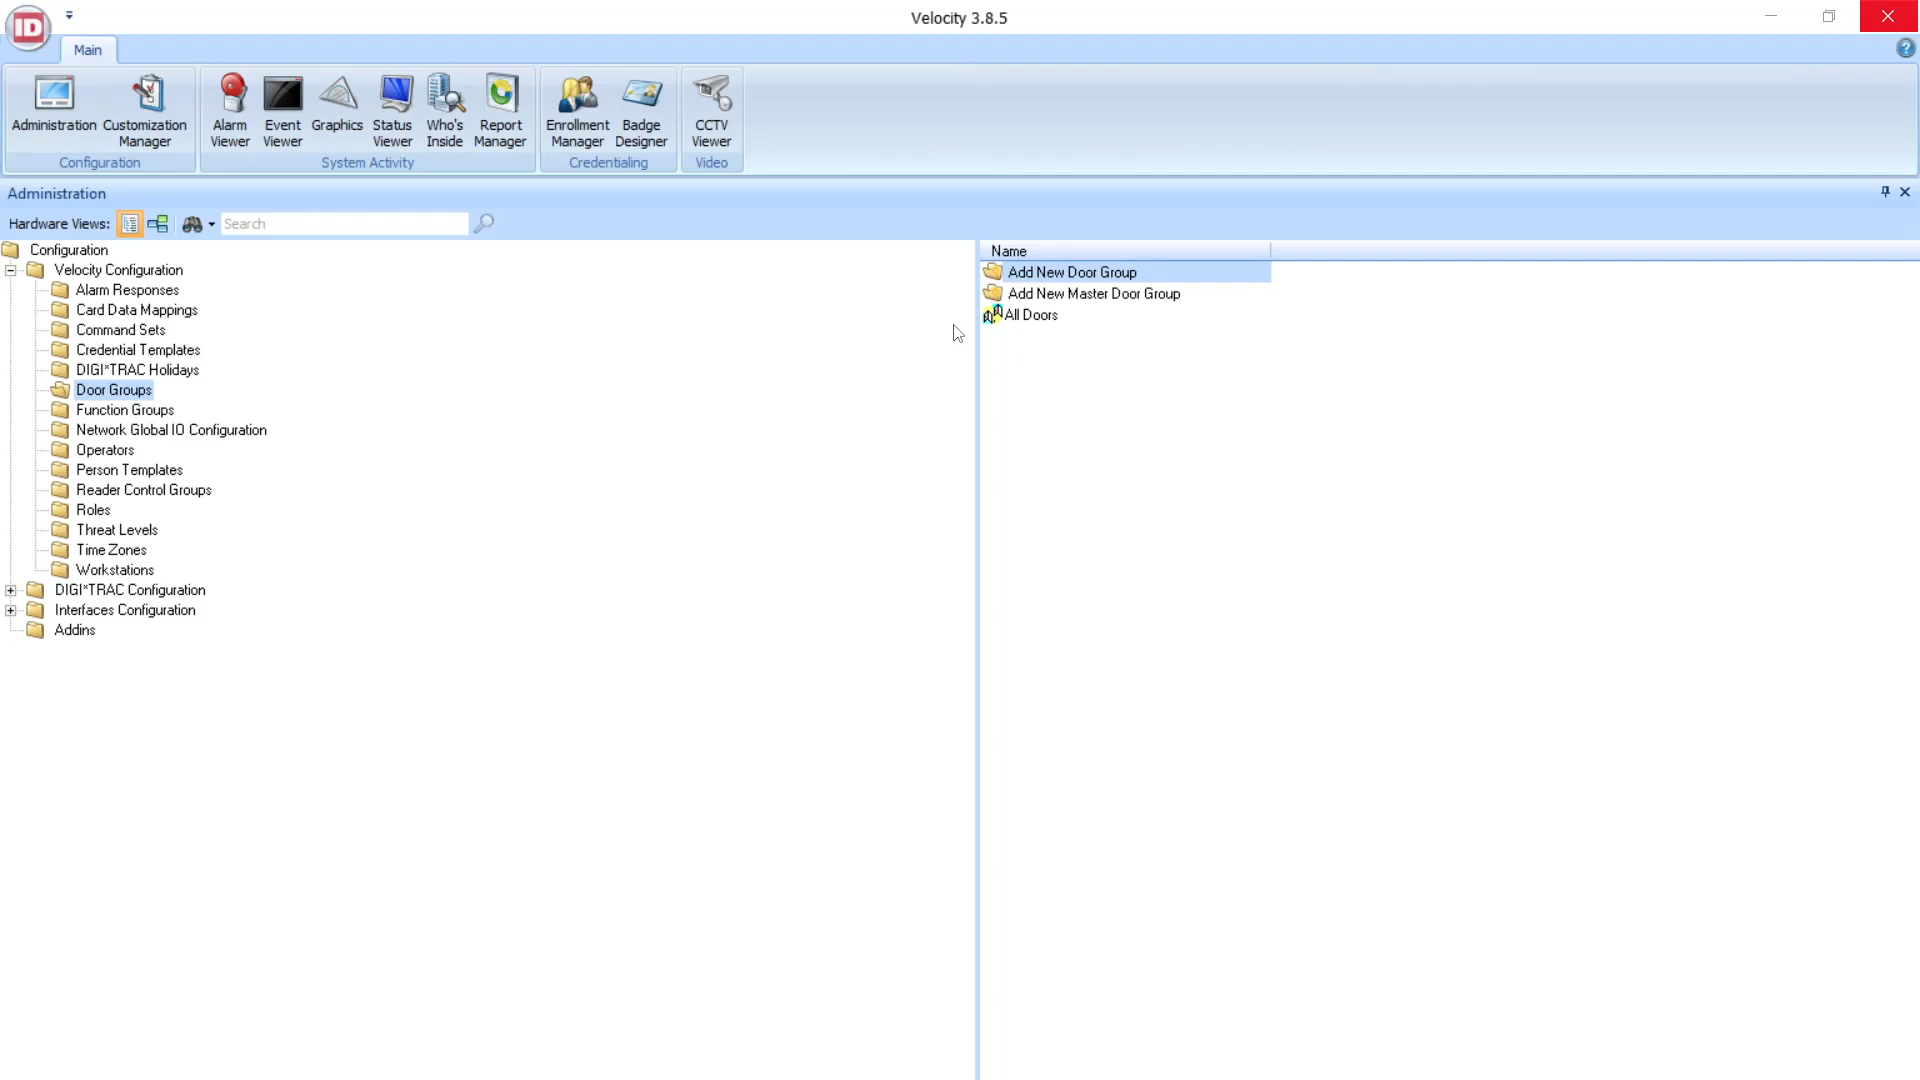 ID
Velocity 3.8.5
Main
Administration
Customization Manager
Alarm Viewer
Event Viewer
Graphics
Status Viewer
Who's Inside
Report Manager
Enrollment Manager
Badge Designer
CCTV Viewer
Configuration
System Activity
Credentialing
Video
Administration
Hardware Views:
Search
Configuration
Velocity Configuration
Alarm Responses
Card Data Mappings
Command Sets
Credential Templates
DIGI*TRAC Holidays
Door Groups
Function Groups
Network Global IO Configuration
Operators
Person Templates
Reader Control Groups
Roles
Threat Levels
Time Zones
Workstations
DIGI*TRAC Configuration
Interfaces Configuration
Addins
Name
Add New Door Group
Add New Master Door Group
All Doors